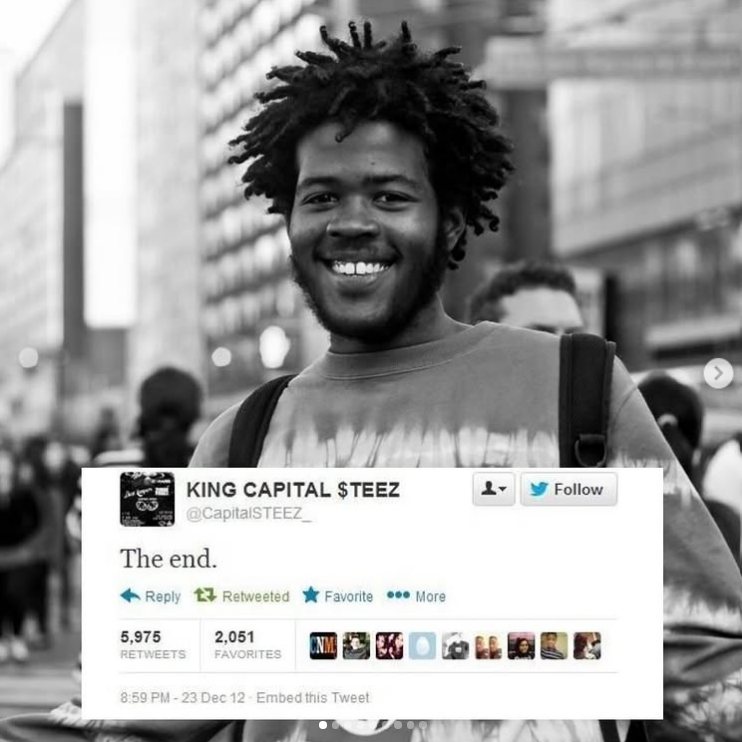 KING CAPITAL $TEEZ
@CapitalSTEEZ_
Follow
The end.
Reply Retweeted Favorite More
5,975 2,051
RETWEETS FAVORITES
CNM
8:59 PM - 23 Dec 12 · Embed this Tweet